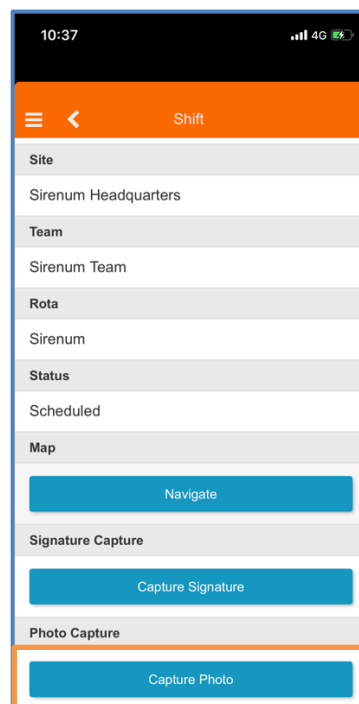 10:37 4G
Shift
Site
Sirenum Headquarters
Team
Sirenum Team
Rota
Sirenum
Status
Scheduled
Map
Navigate
Signature Capture
Capture Signature
Photo Capture
Capture Photo